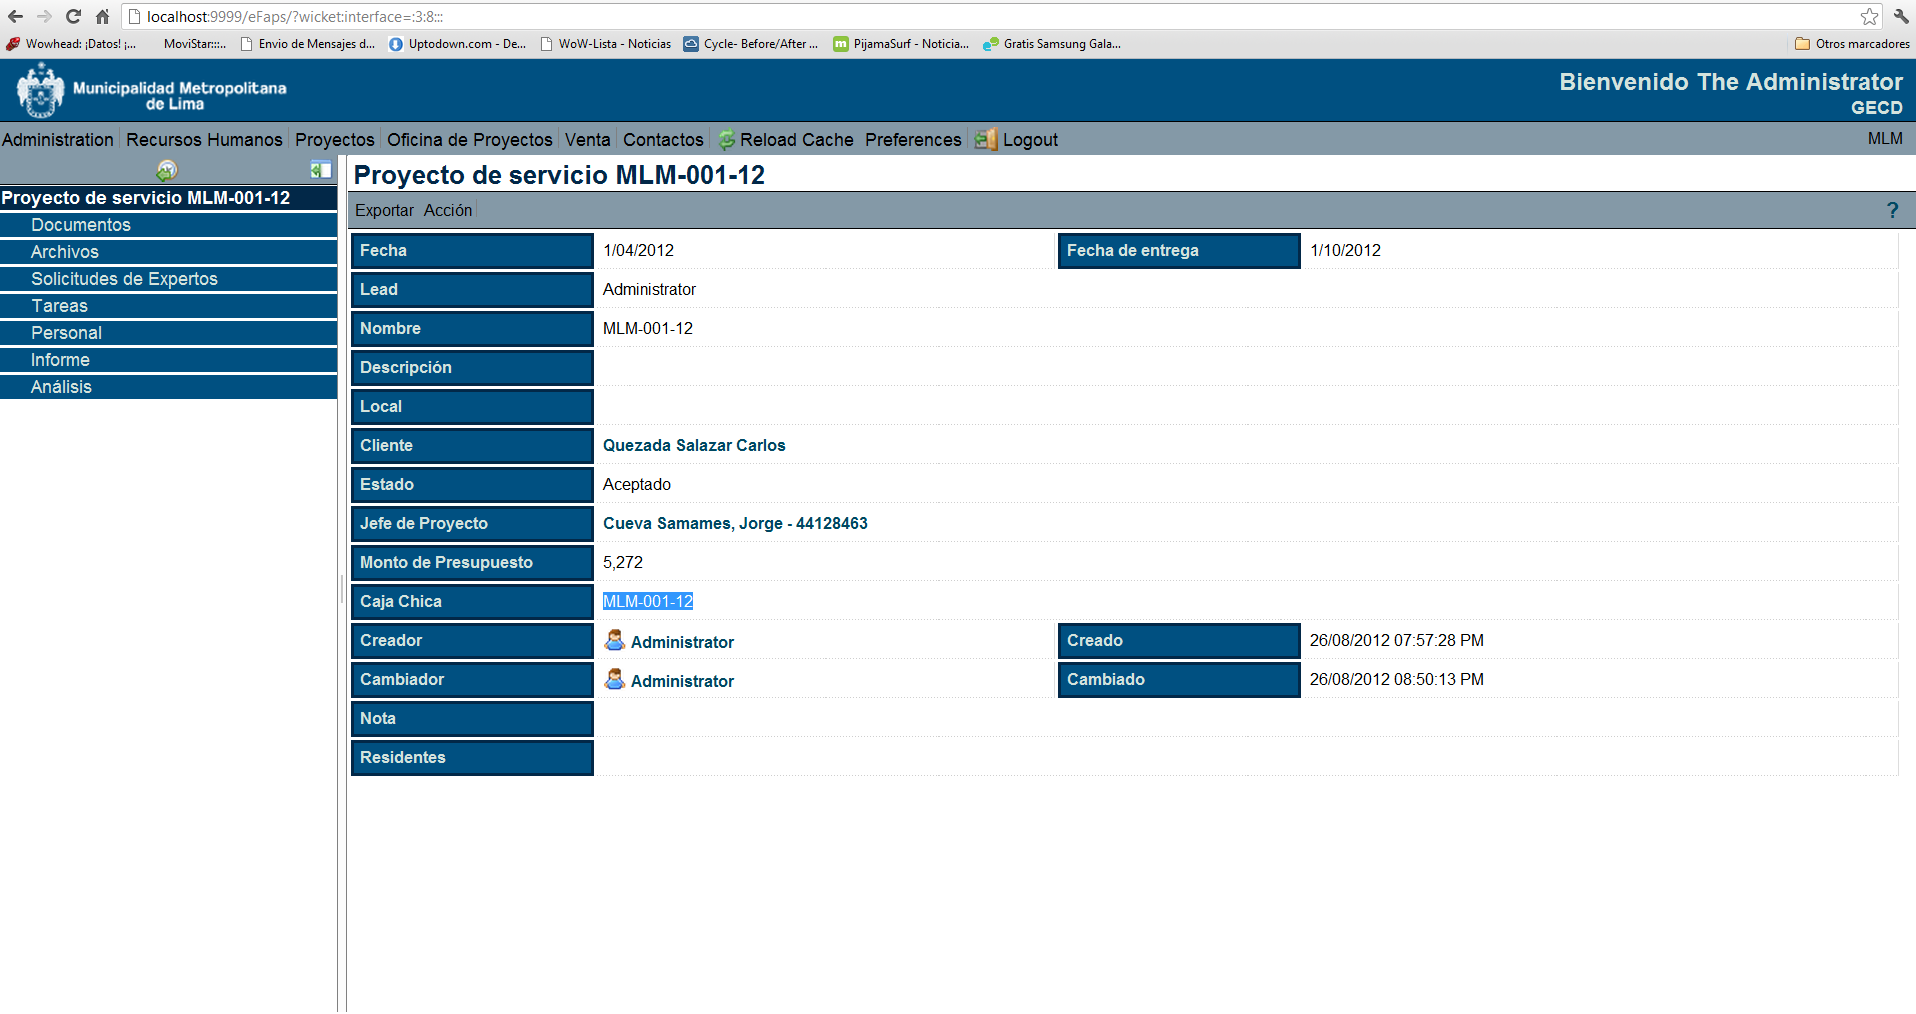 localhost:9999/eFaps/?wicket:interface=:3:8:::
Wowhead: ¡Datos! ¡... MoviStar:::.. Envio de Mensajes d... Uptodown.com - De... WoW-Lista - Noticias Cycle- Before/After ... PijamaSurf - Noticia... Gratis Samsung Gala... Otros marcadores
Municipalidad Metropolitana
de Lima
Bienvenido The Administrator
GECD
Administration Recursos Humanos Proyectos Oficina de Proyectos Venta Contactos Reload Cache Preferences Logout MLM
Proyecto de servicio MLM-001-12
Documentos
Archivos
Solicitudes de Expertos
Tareas
Personal
Informe
Análisis
Proyecto de servicio MLM-001-12
Exportar Acción ?
Fecha 1/04/2012 Fecha de entrega 1/10/2012
Lead Administrator
Nombre MLM-001-12
Descripción
Local
Cliente Quezada Salazar Carlos
Estado Aceptado
Jefe de Proyecto Cueva Samames, Jorge - 44128463
Monto de Presupuesto 5,272
Caja Chica MLM-001-12
Creador Administrator Creado 26/08/2012 07:57:28 PM
Cambiador Administrator Cambiado 26/08/2012 08:50:13 PM
Nota
Residentes